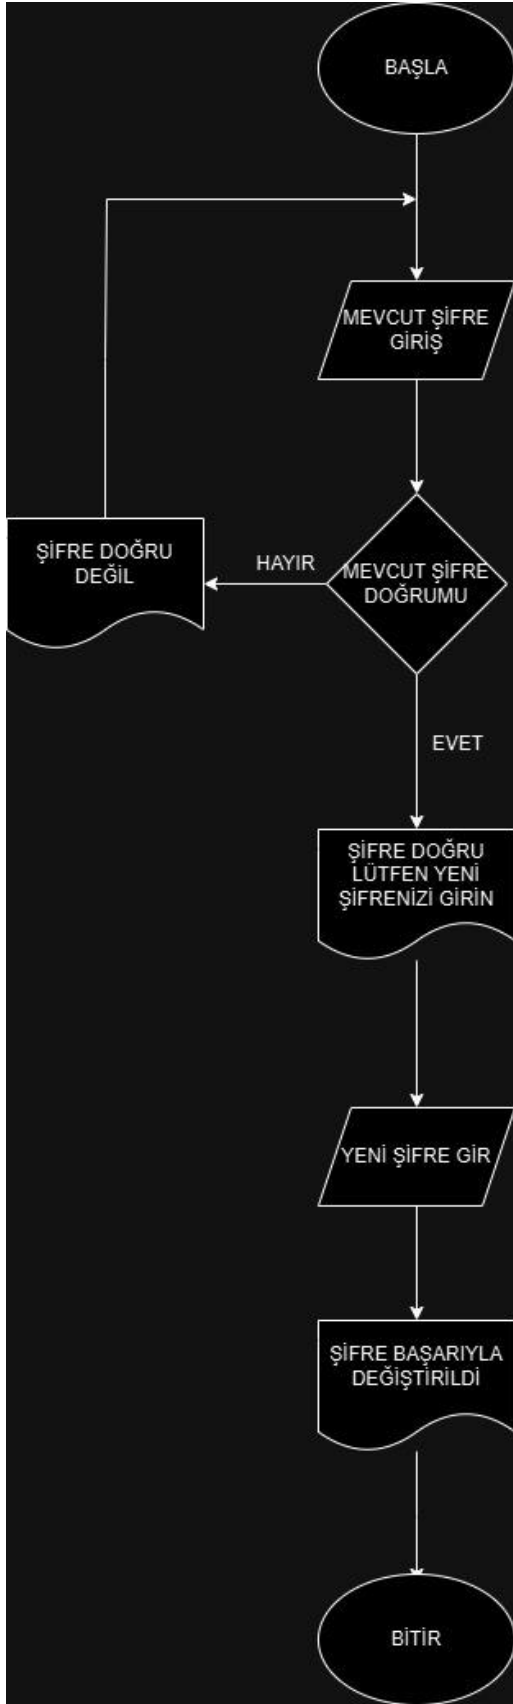 BAŞLA
MEVCUT ŞİFRE
GİRİŞ
MEVCUT ŞİFRE
DOĞRUMU
HAYIR
ŞİFRE DOĞRU
DEĞİL
EVET
ŞİFRE DOĞRU
LÜTFEN YENİ
ŞİFRENİZİ GİRİN
YENİ ŞİFRE GİR
ŞİFRE BAŞARIYLA
DEĞİŞTİRİLDİ
BİTİR